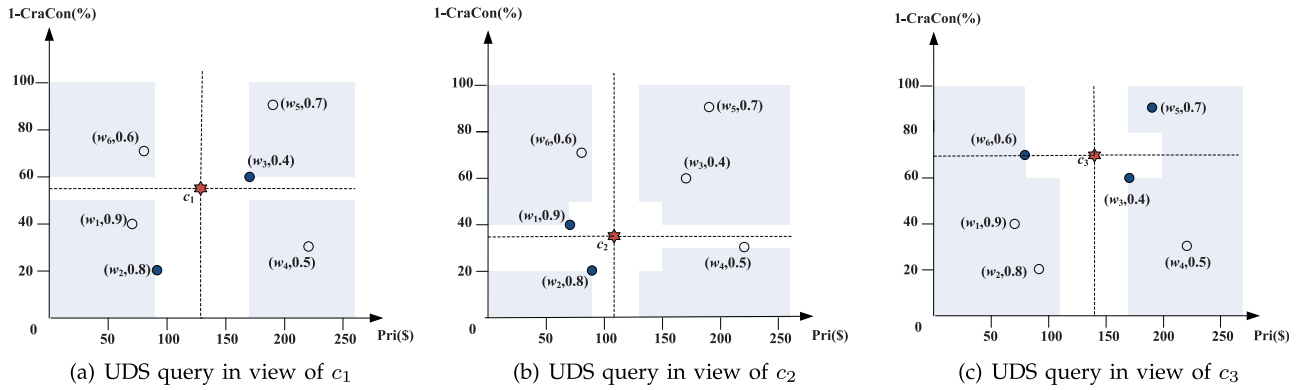 1-CraCon(%)
100
80
60
40
20
0
50
100
150
200
250
Pri($)
(w5,0.7)
(w6,0.6)
(w3,0.4)
c1
(w1,0.9)
(w2,0.8)
(w4,0.5)
(a) UDS query in view of c1
1-CraCon(%)
100
80
60
40
20
0
50
100
150
200
250
Pri($)
(w5,0.7)
(w6,0.6)
(w3,0.4)
(w1,0.9)
c2
(w4,0.5)
(w2,0.8)
(b) UDS query in view of c2
1-CraCon(%)
100
80
60
40
20
0
50
100
150
200
250
Pri($)
(w5,0.7)
(w6,0.6)
c3
(w3,0.4)
(w1,0.9)
(w2,0.8)
(w4,0.5)
(c) UDS query in view of c3